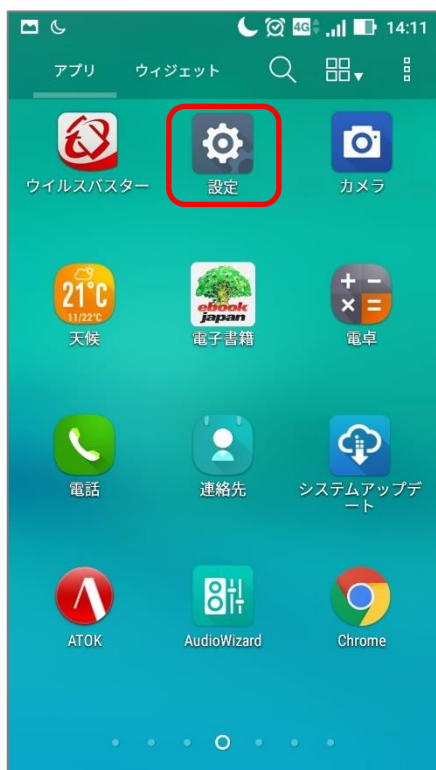 4G 14:11
アプリ ウィジェット
ウイルスバスター 設定 カメラ
21°C
11/22°C
ebook
japan
天候 電子書籍 電卓
電話 連絡先 システムアップデ
ート
ATOK AudioWizard Chrome